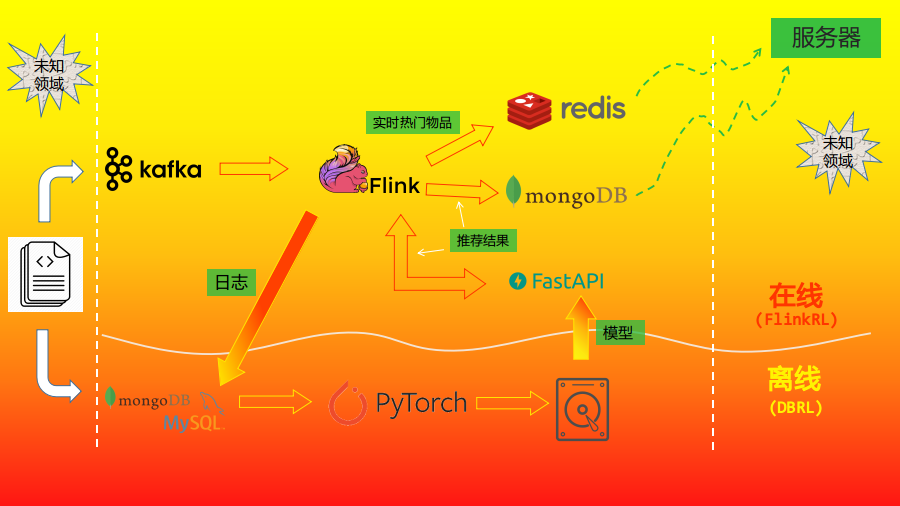 服务器
未知
领域
实时热门物品
redis
未知
领域
kafka
Flink
mongoDB
推荐结果
日志
FastAPI
在线
(FlinkRL)
模型
离线
(DBRL)
mongoDB
MySQL
PyTorch